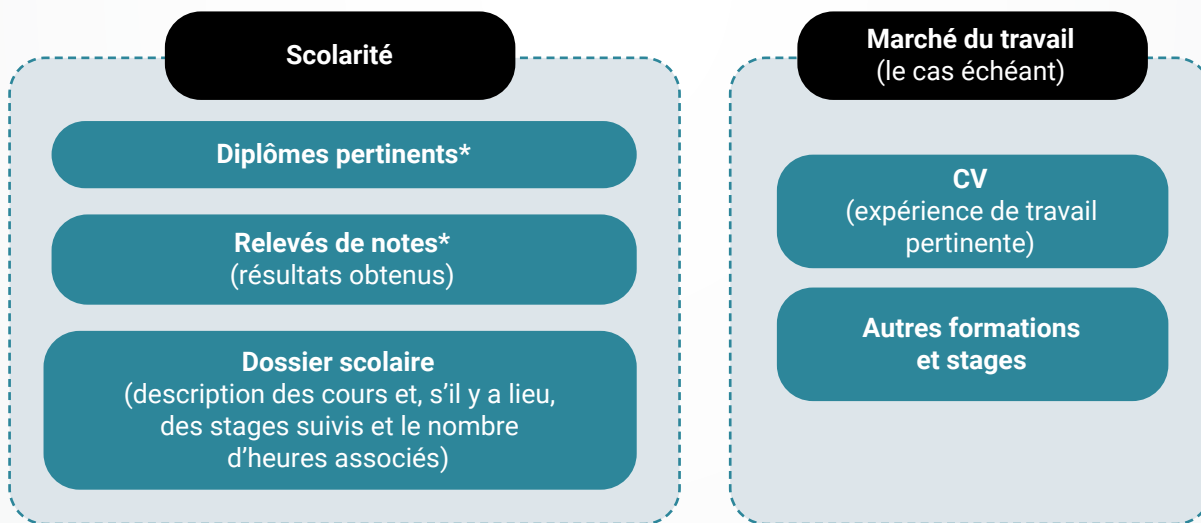 Scolarité
Diplômes pertinents*
Relevés de notes*
(résultats obtenus)
Dossier scolaire
(description des cours et, s’il y a lieu,
des stages suivis et le nombre
d’heures associés)
Marché du travail
(le cas échéant)
CV
(expérience de travail
pertinente)
Autres formations
et stages